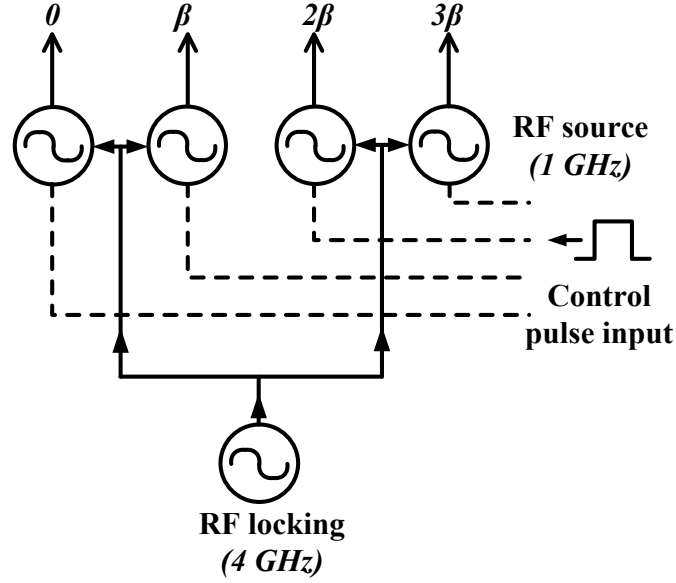 0 β 2β 3β
RF source
(1 GHz)
Control
pulse input
RF locking
(4 GHz)